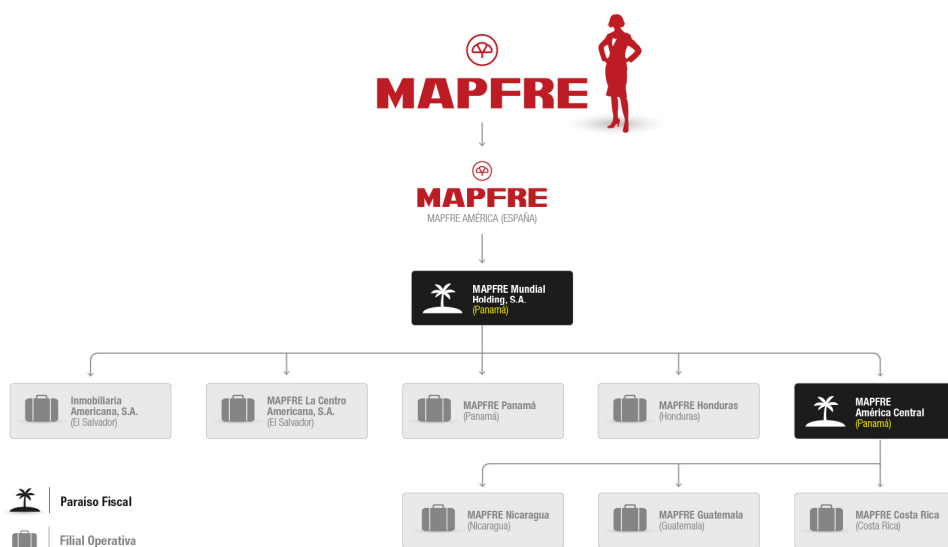 MAPFRE
MAPFRE
MAPFRE AMÉRICA (ESPAÑA)
MAPFRE Mundial
Holding, S.A.
(Panamá)
Inmobiliaria
Americana, S.A.
(El Salvador)
MAPFRE La Centro
Americana, S.A.
(El Salvador)
MAPFRE Panamá
(Panamá)
MAPFRE Honduras
(Honduras)
MAPFRE
América Central
(Panamá)
MAPFRE Nicaragua
(Nicaragua)
MAPFRE Guatemala
(Guatemala)
MAPFRE Costa Rica
(Costa Rica)
Paraíso Fiscal
Filial Operativa